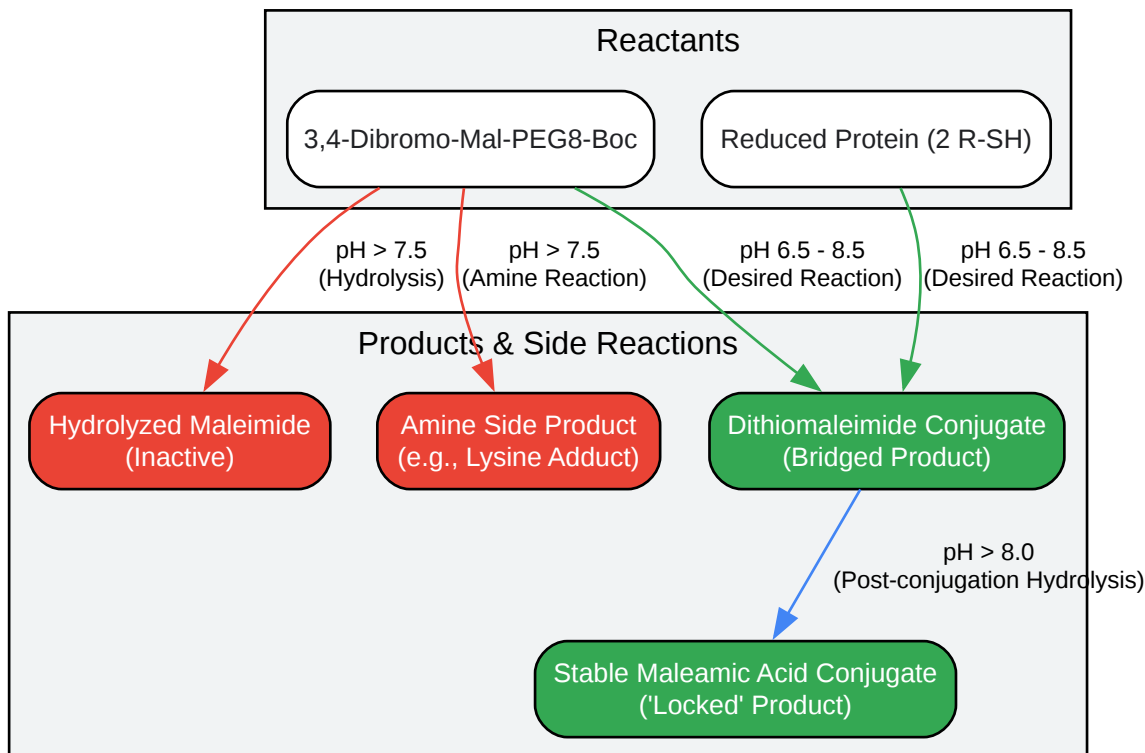 Reactants
3,4-Dibromo-Mal-PEG8-Boc
Reduced Protein (2 R-SH)
pH > 7.5
(Hydrolysis)
pH > 7.5
(Amine Reaction)
pH 6.5 - 8.5
(Desired Reaction)
pH 6.5 - 8.5
(Desired Reaction)
Products & Side Reactions
Hydrolyzed Maleimide
(Inactive)
Amine Side Product
(e.g., Lysine Adduct)
Dithiomaleimide Conjugate
(Bridged Product)
pH > 8.0
(Post-conjugation Hydrolysis)
Stable Maleamic Acid Conjugate
('Locked' Product)